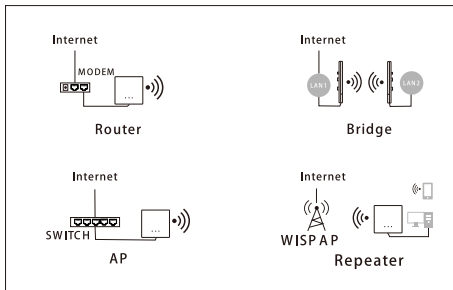 Internet
MODEM
Router
Internet
LAN1
LAN2
Bridge
Internet
SWITCH
AP
Internet
WISP AP
Repeater